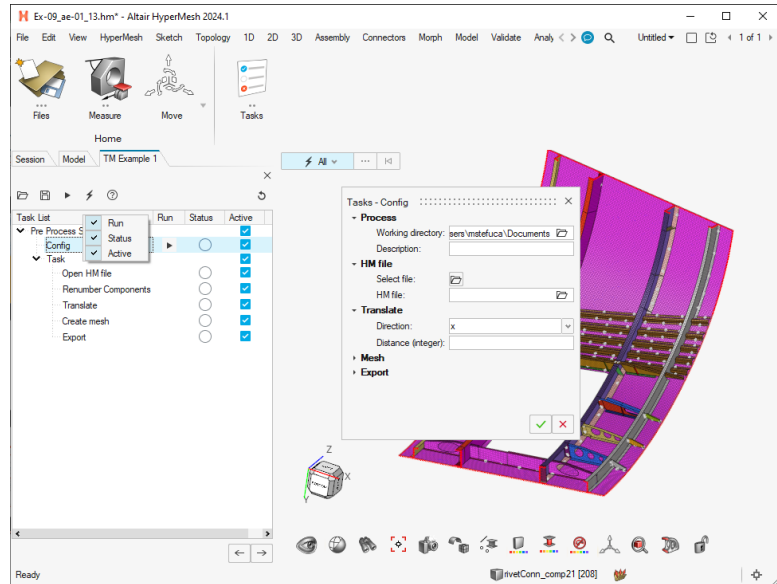 Ex-09_ae-01_13.hm* - Altair HyperMesh 2024.1
File Edit View HyperMesh Sketch Topology 1D 2D 3D Assembly Connectors Morph Model Validate Analy Untitled 1 of 1
Files Measure Move Tasks
Home
Session Model TM Example 1
All
Task List Run Status Active
Pre Process S
Config
Task
Open HM file
Renumber Components
Translate
Create mesh
Export
Run
Status
Active
Tasks - Config
Process
Working directory: sers\mstefuca\Documents
Description:
HM file
Select file:
HM file:
Translate
Direction: x
Distance (integer):
Mesh
Export
Z
X
Y
Ready
rivetConn_comp21 [208]